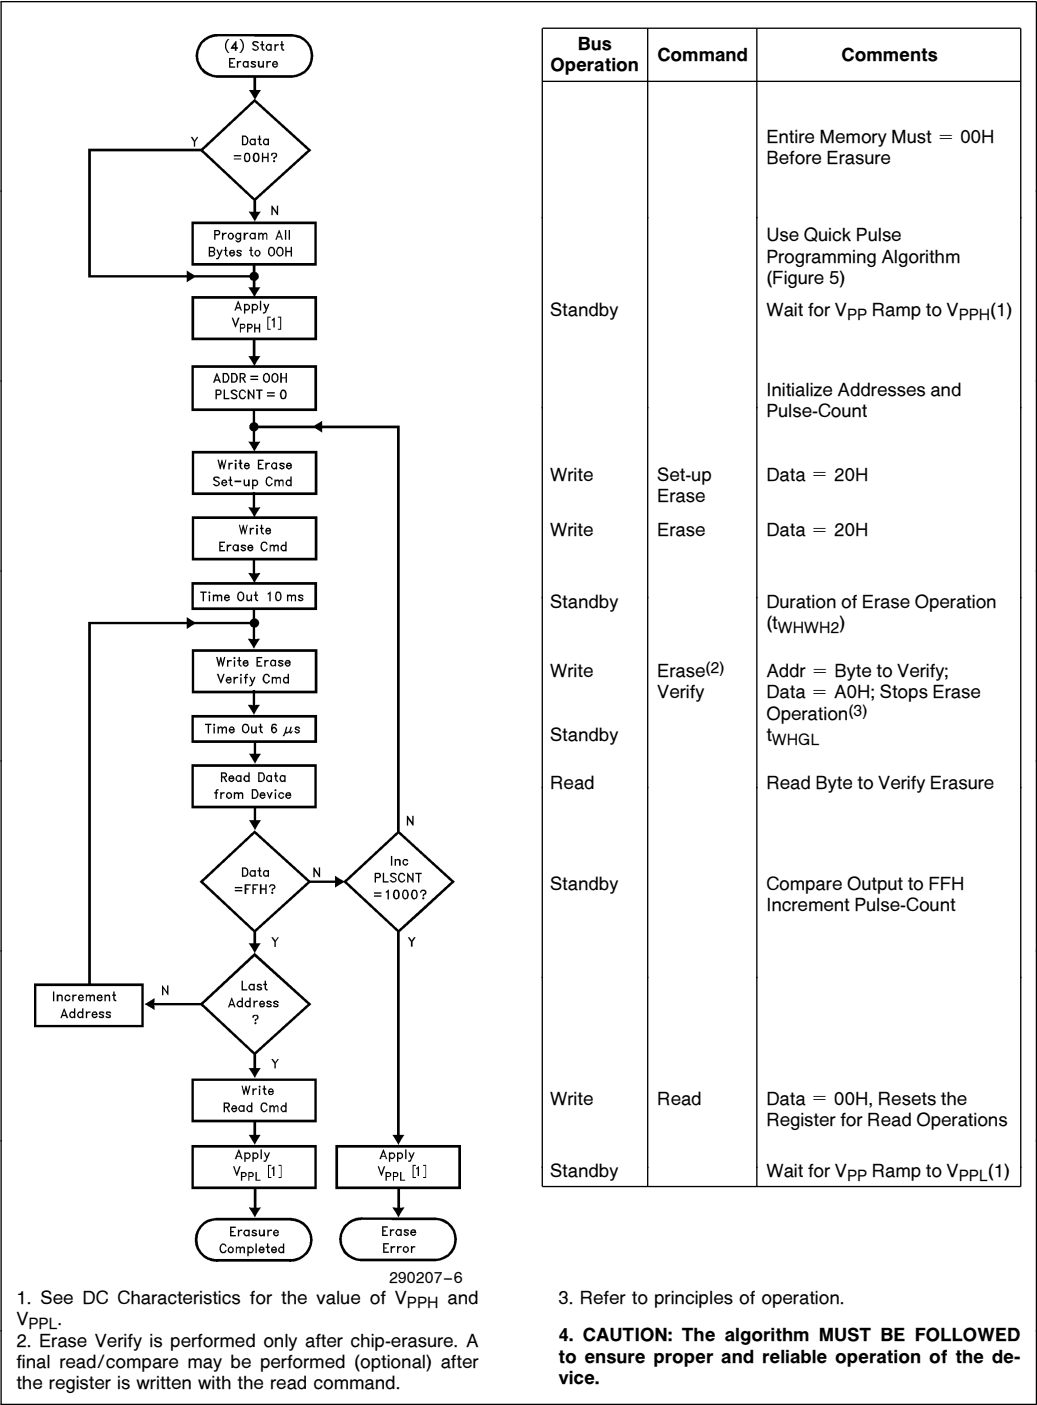 (4) Start
Erasure
Data
=00H?
Y
N
Program All
Bytes to 00H
Apply
VPPH [1]
ADDR = 00H
PLSCNT = 0
Write Erase
Set-up Cmd
Write
Erase Cmd
Time Out 10 ms
Write Erase
Verify Cmd
Time Out 6 μs
Read Data
from Device
Data
=FFH?
N
Inc
PLSCNT
=1000?
N
Y
Y
Last
Address
?
N
Increment
Address
Y
Write
Read Cmd
Apply
VPPL [1]
Apply
VPPL [1]
Erasure
Completed
Erase
Error
290207–6
Bus
Operation
Command
Comments
Entire Memory Must = 00H
Before Erasure
Use Quick Pulse
Programming Algorithm
(Figure 5)
Standby
Wait for VPP Ramp to VPPH(1)
Initialize Addresses and
Pulse-Count
Write
Set-up
Erase
Data = 20H
Write
Erase
Data = 20H
Standby
Duration of Erase Operation
(tWHWH2)
Write
Erase(2)
Verify
Addr = Byte to Verify;
Data = A0H; Stops Erase
Operation(3)
Standby
tWHGL
Read
Read Byte to Verify Erasure
Standby
Compare Output to FFH
Increment Pulse-Count
Write
Read
Data = 00H, Resets the
Register for Read Operations
Standby
Wait for VPP Ramp to VPPL(1)
1. See DC Characteristics for the value of VPPH and
VPPL.
2. Erase Verify is performed only after chip-erasure. A
final read/compare may be performed (optional) after
the register is written with the read command.
3. Refer to principles of operation.
4. CAUTION: The algorithm MUST BE FOLLOWED
to ensure proper and reliable operation of the de-
vice.